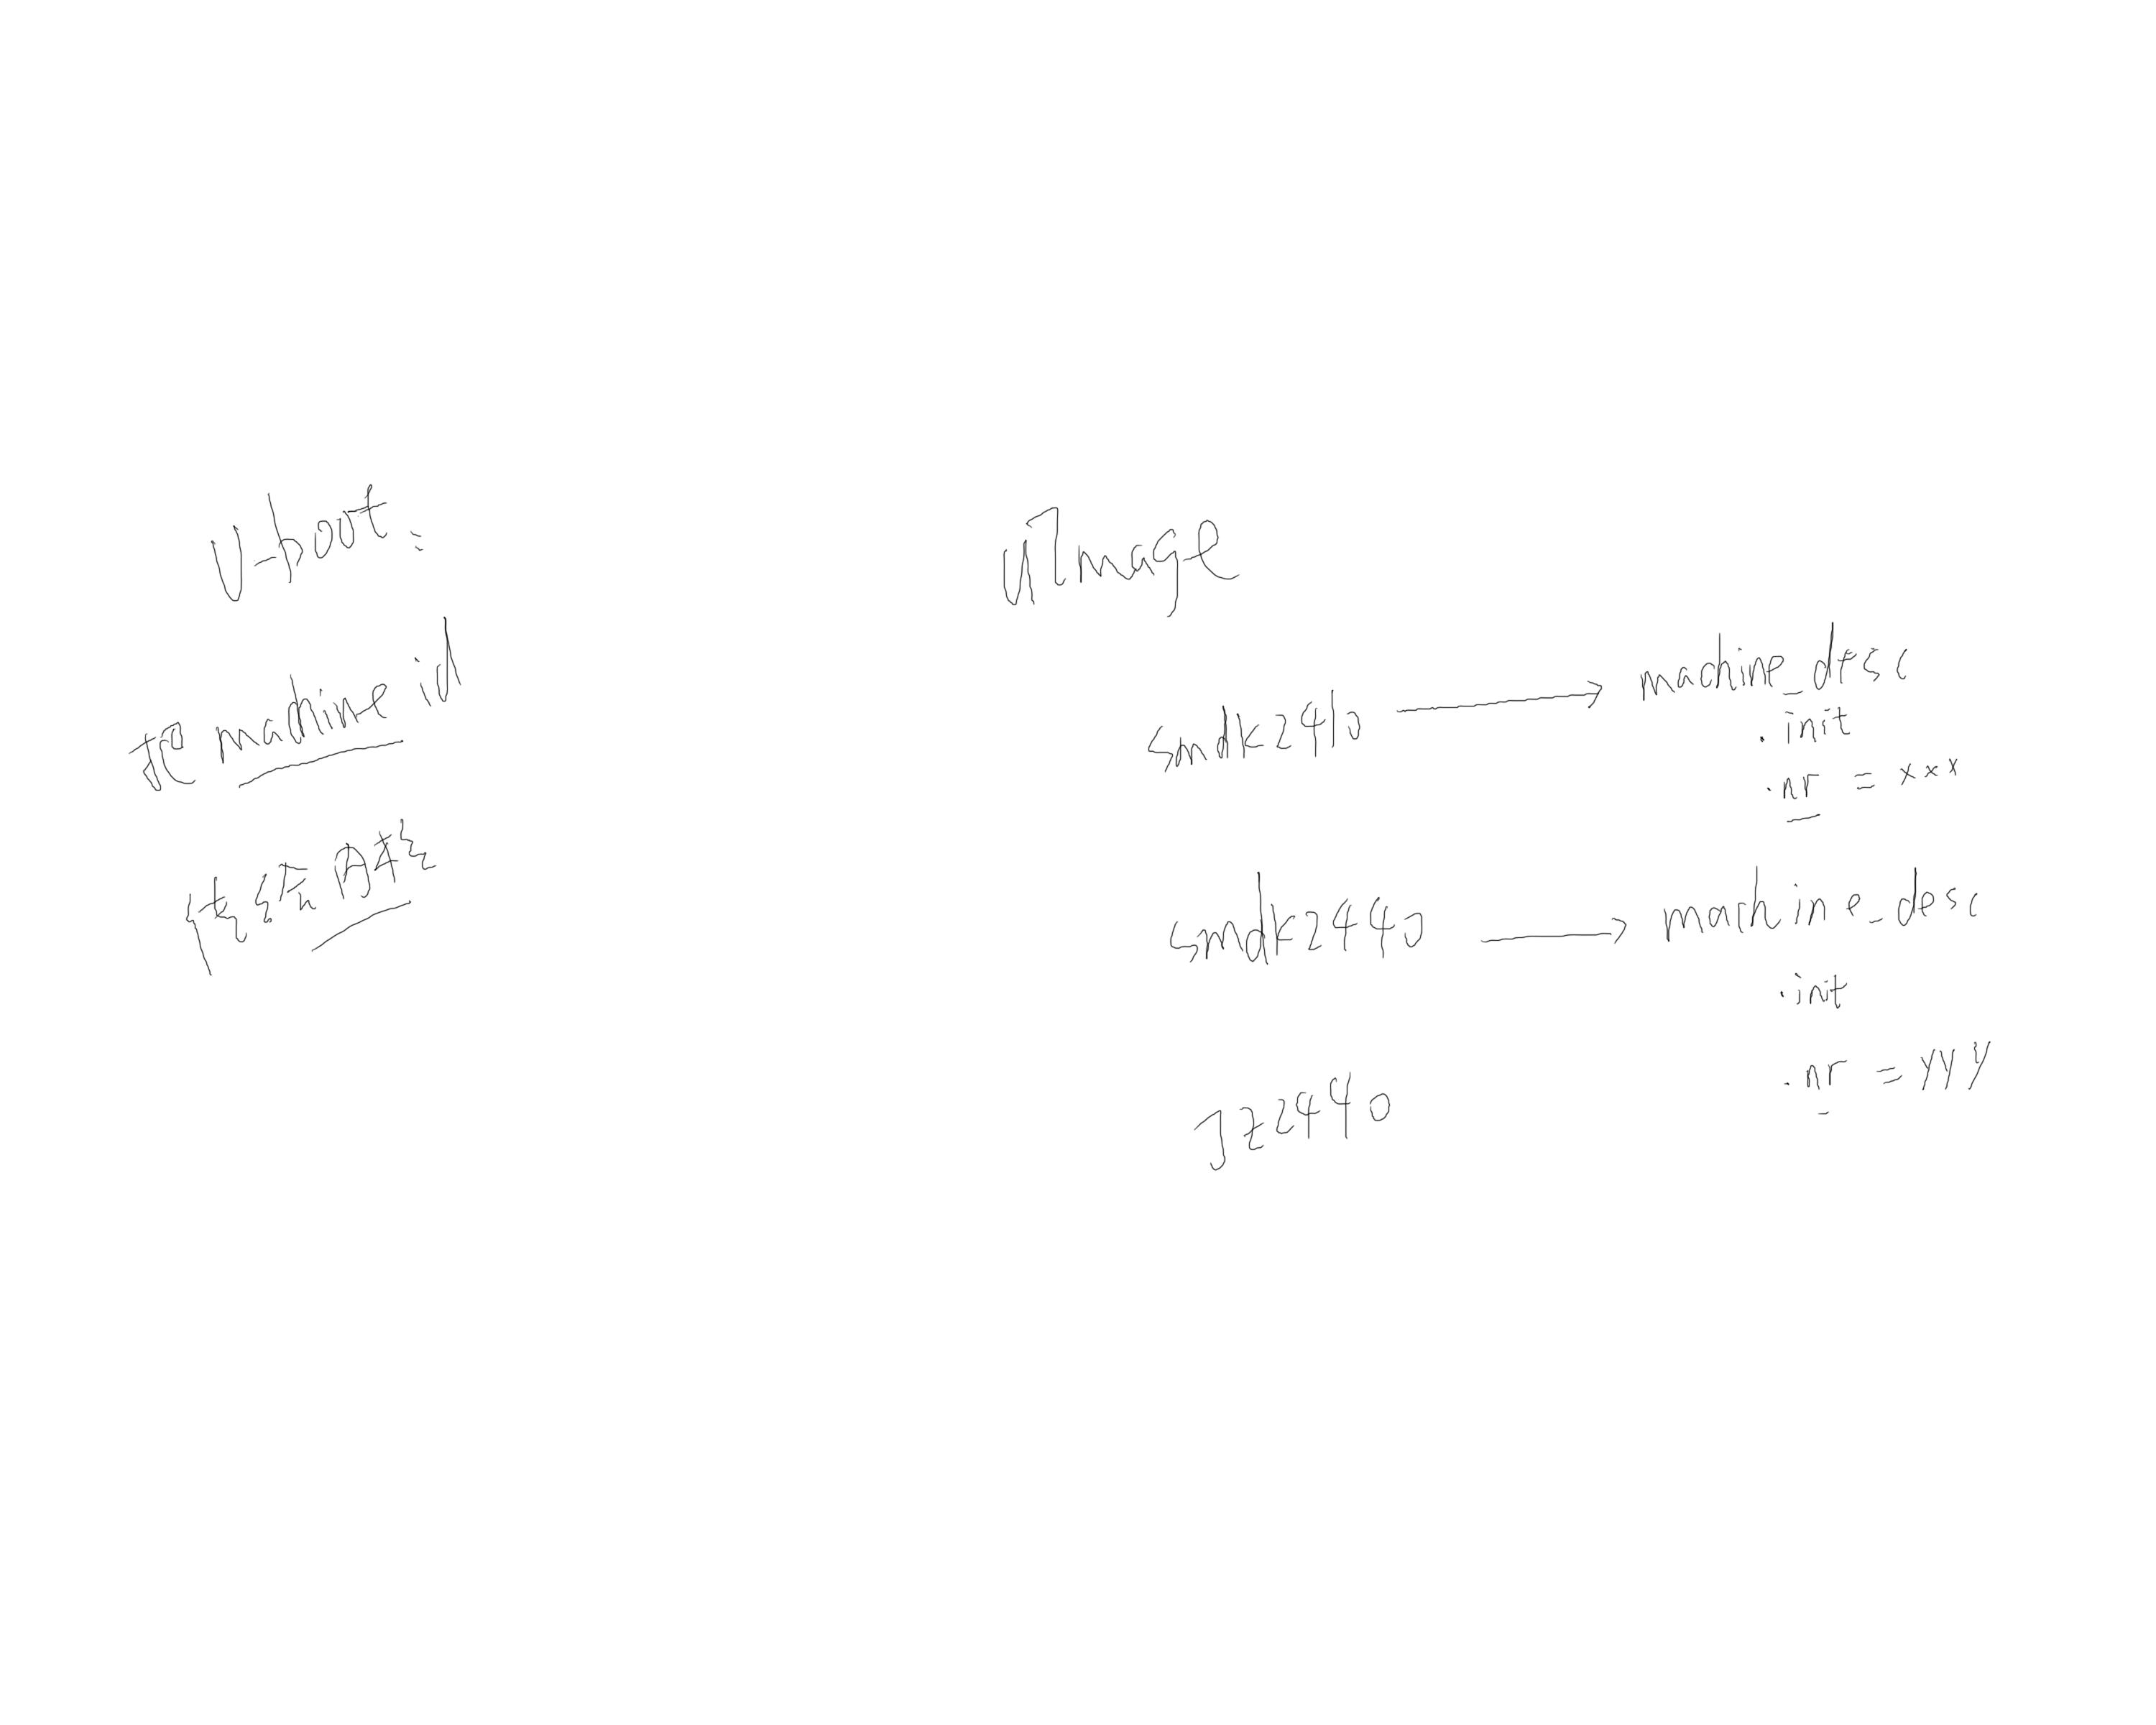 U-boot:
把 machine id
传给内核
uImage
smdk2410
machine_desc
.init
.nr = xxx
smdk2440
machine_desc
.init
.nr = yyy
JZ2440